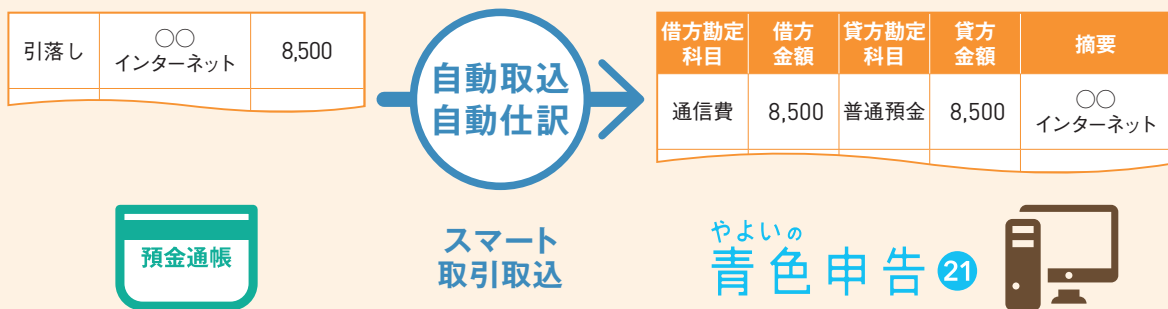 引落し
○○
インターネット
8,500
自動取込
自動仕訳
借方勘定
科目
借方
金額
貸方勘定
科目
貸方
金額
摘要
通信費
8,500
普通預金
8,500
○○
インターネット
預金通帳
スマート
取引取込
やよいの
青色申告 21